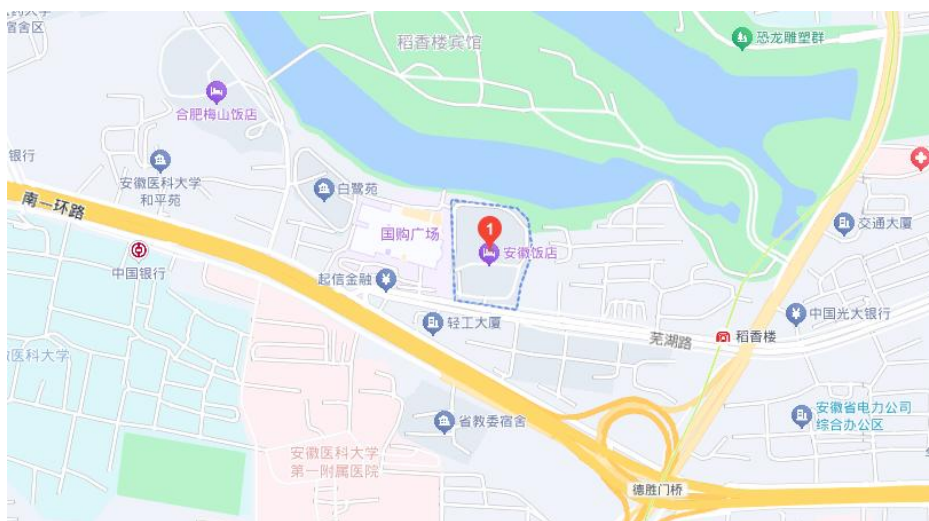 宿舍区
稻香楼宾馆
恐龙雕塑群
合肥梅山饭店
银行
安徽医科大学
和平苑
白鹭苑
南一环路
国购广场
1
安徽饭店
交通大厦
中国银行
起信金融
轻工大厦
芜湖路
稻香楼
中国光大银行
医科大学
省教委宿舍
安徽省电力公司
综合办公区
安徽医科大学
第一附属医院
德胜门桥